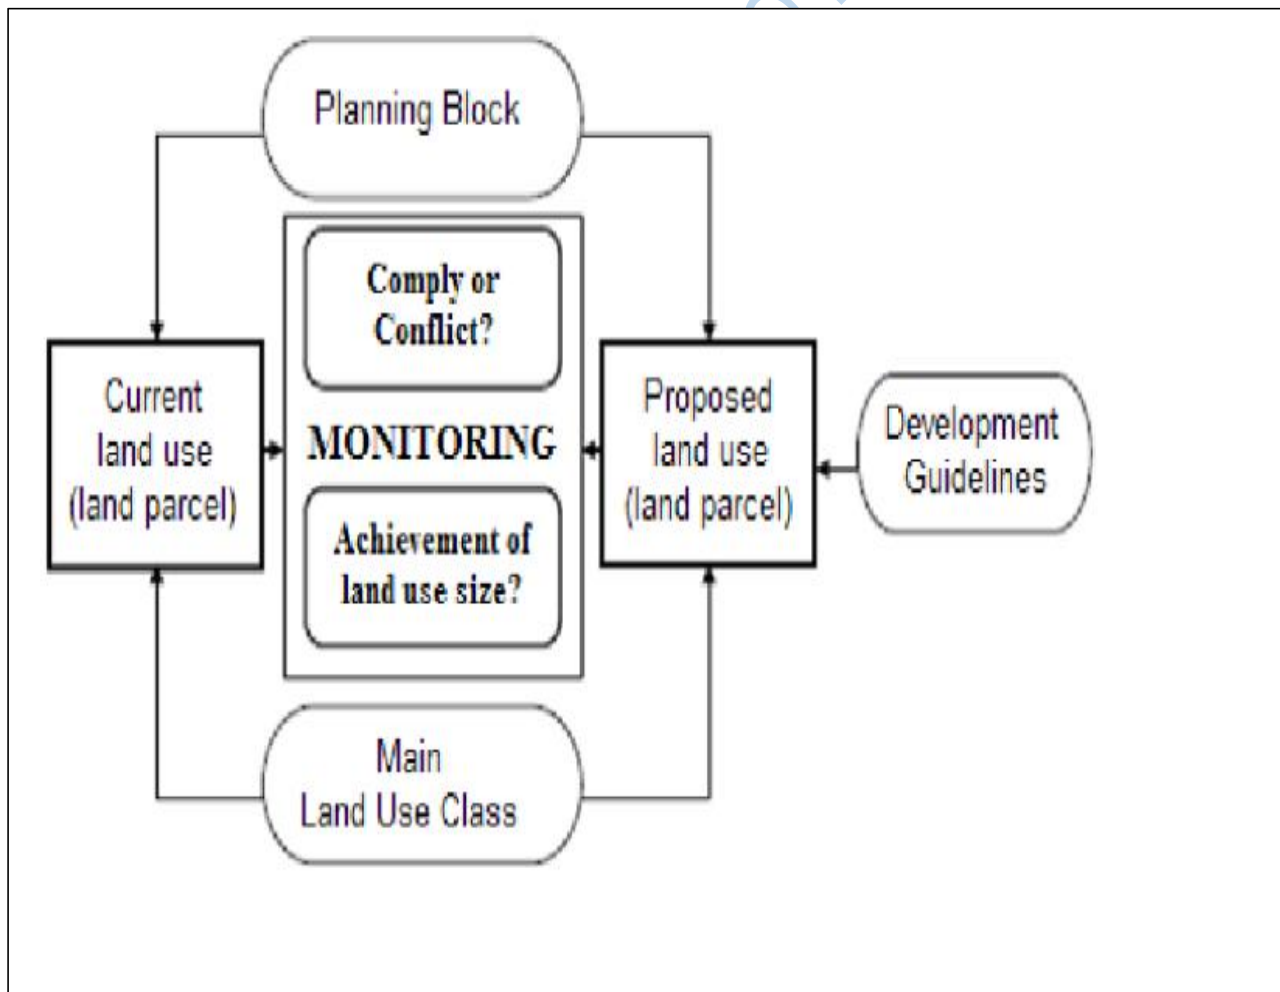 Planning Block
Comply or
Conflict?
Current
land use
(land parcel)
MONITORING
Proposed
land use
(land parcel)
Development
Guidelines
Achievement of
land use size?
Main
Land Use Class